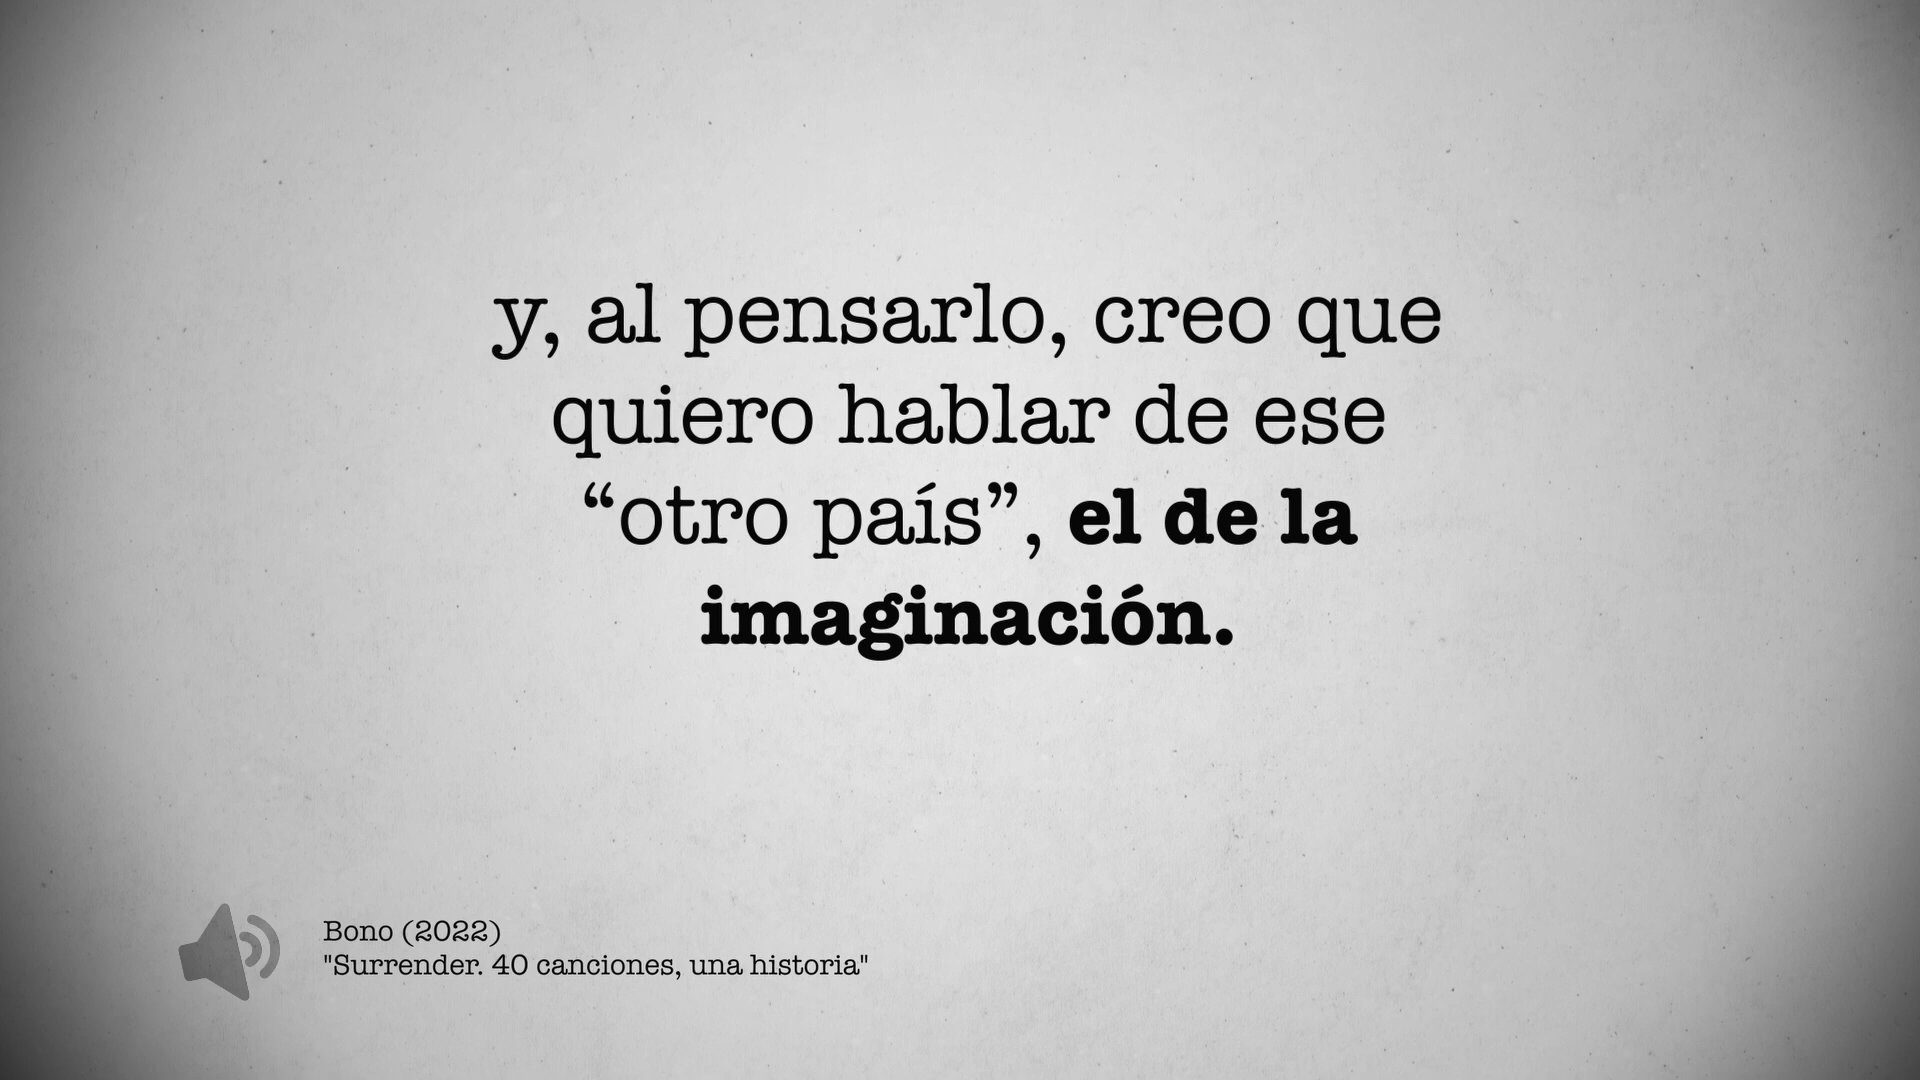 y, al pensarlo, creo que
quiero hablar de ese
“otro país”, el de la
imaginación.
Bono (2022)
"Surrender. 40 canciones, una historia"